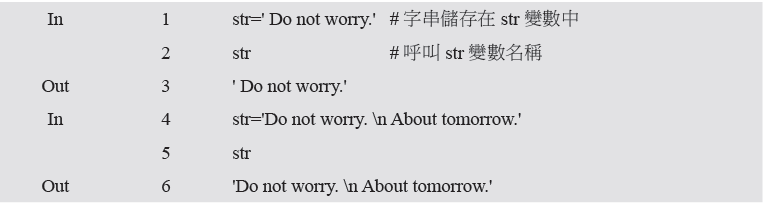 In 1 str=' Do not worry.' # 字串儲存在 str 變數中
2 str # 呼叫 str 變數名稱
Out 3 ' Do not worry.'
In 4 str='Do not worry. \n About tomorrow.'
5 str
Out 6 'Do not worry. \n About tomorrow.'